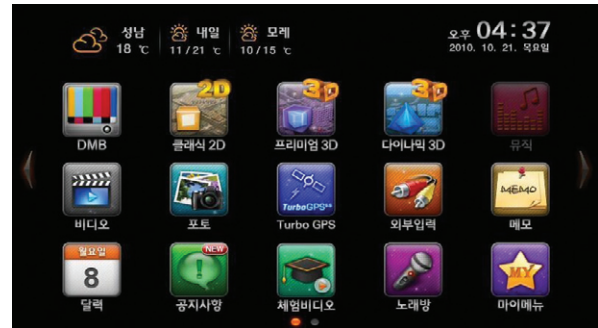 성남
18 ℃
내일
11/21 ℃
모레
10/15 ℃
오후 04:37
2010. 10. 21. 목요일
2D
3D
3D
DMB
클래식 2D
프리미엄 3D
다이나믹 3D
뮤직
TurboGPS
MEMO
비디오
포토
Turbo GPS
외부입력
메모
월요일
8
NEW
MY
달력
공지사항
체험비디오
노래방
마이메뉴